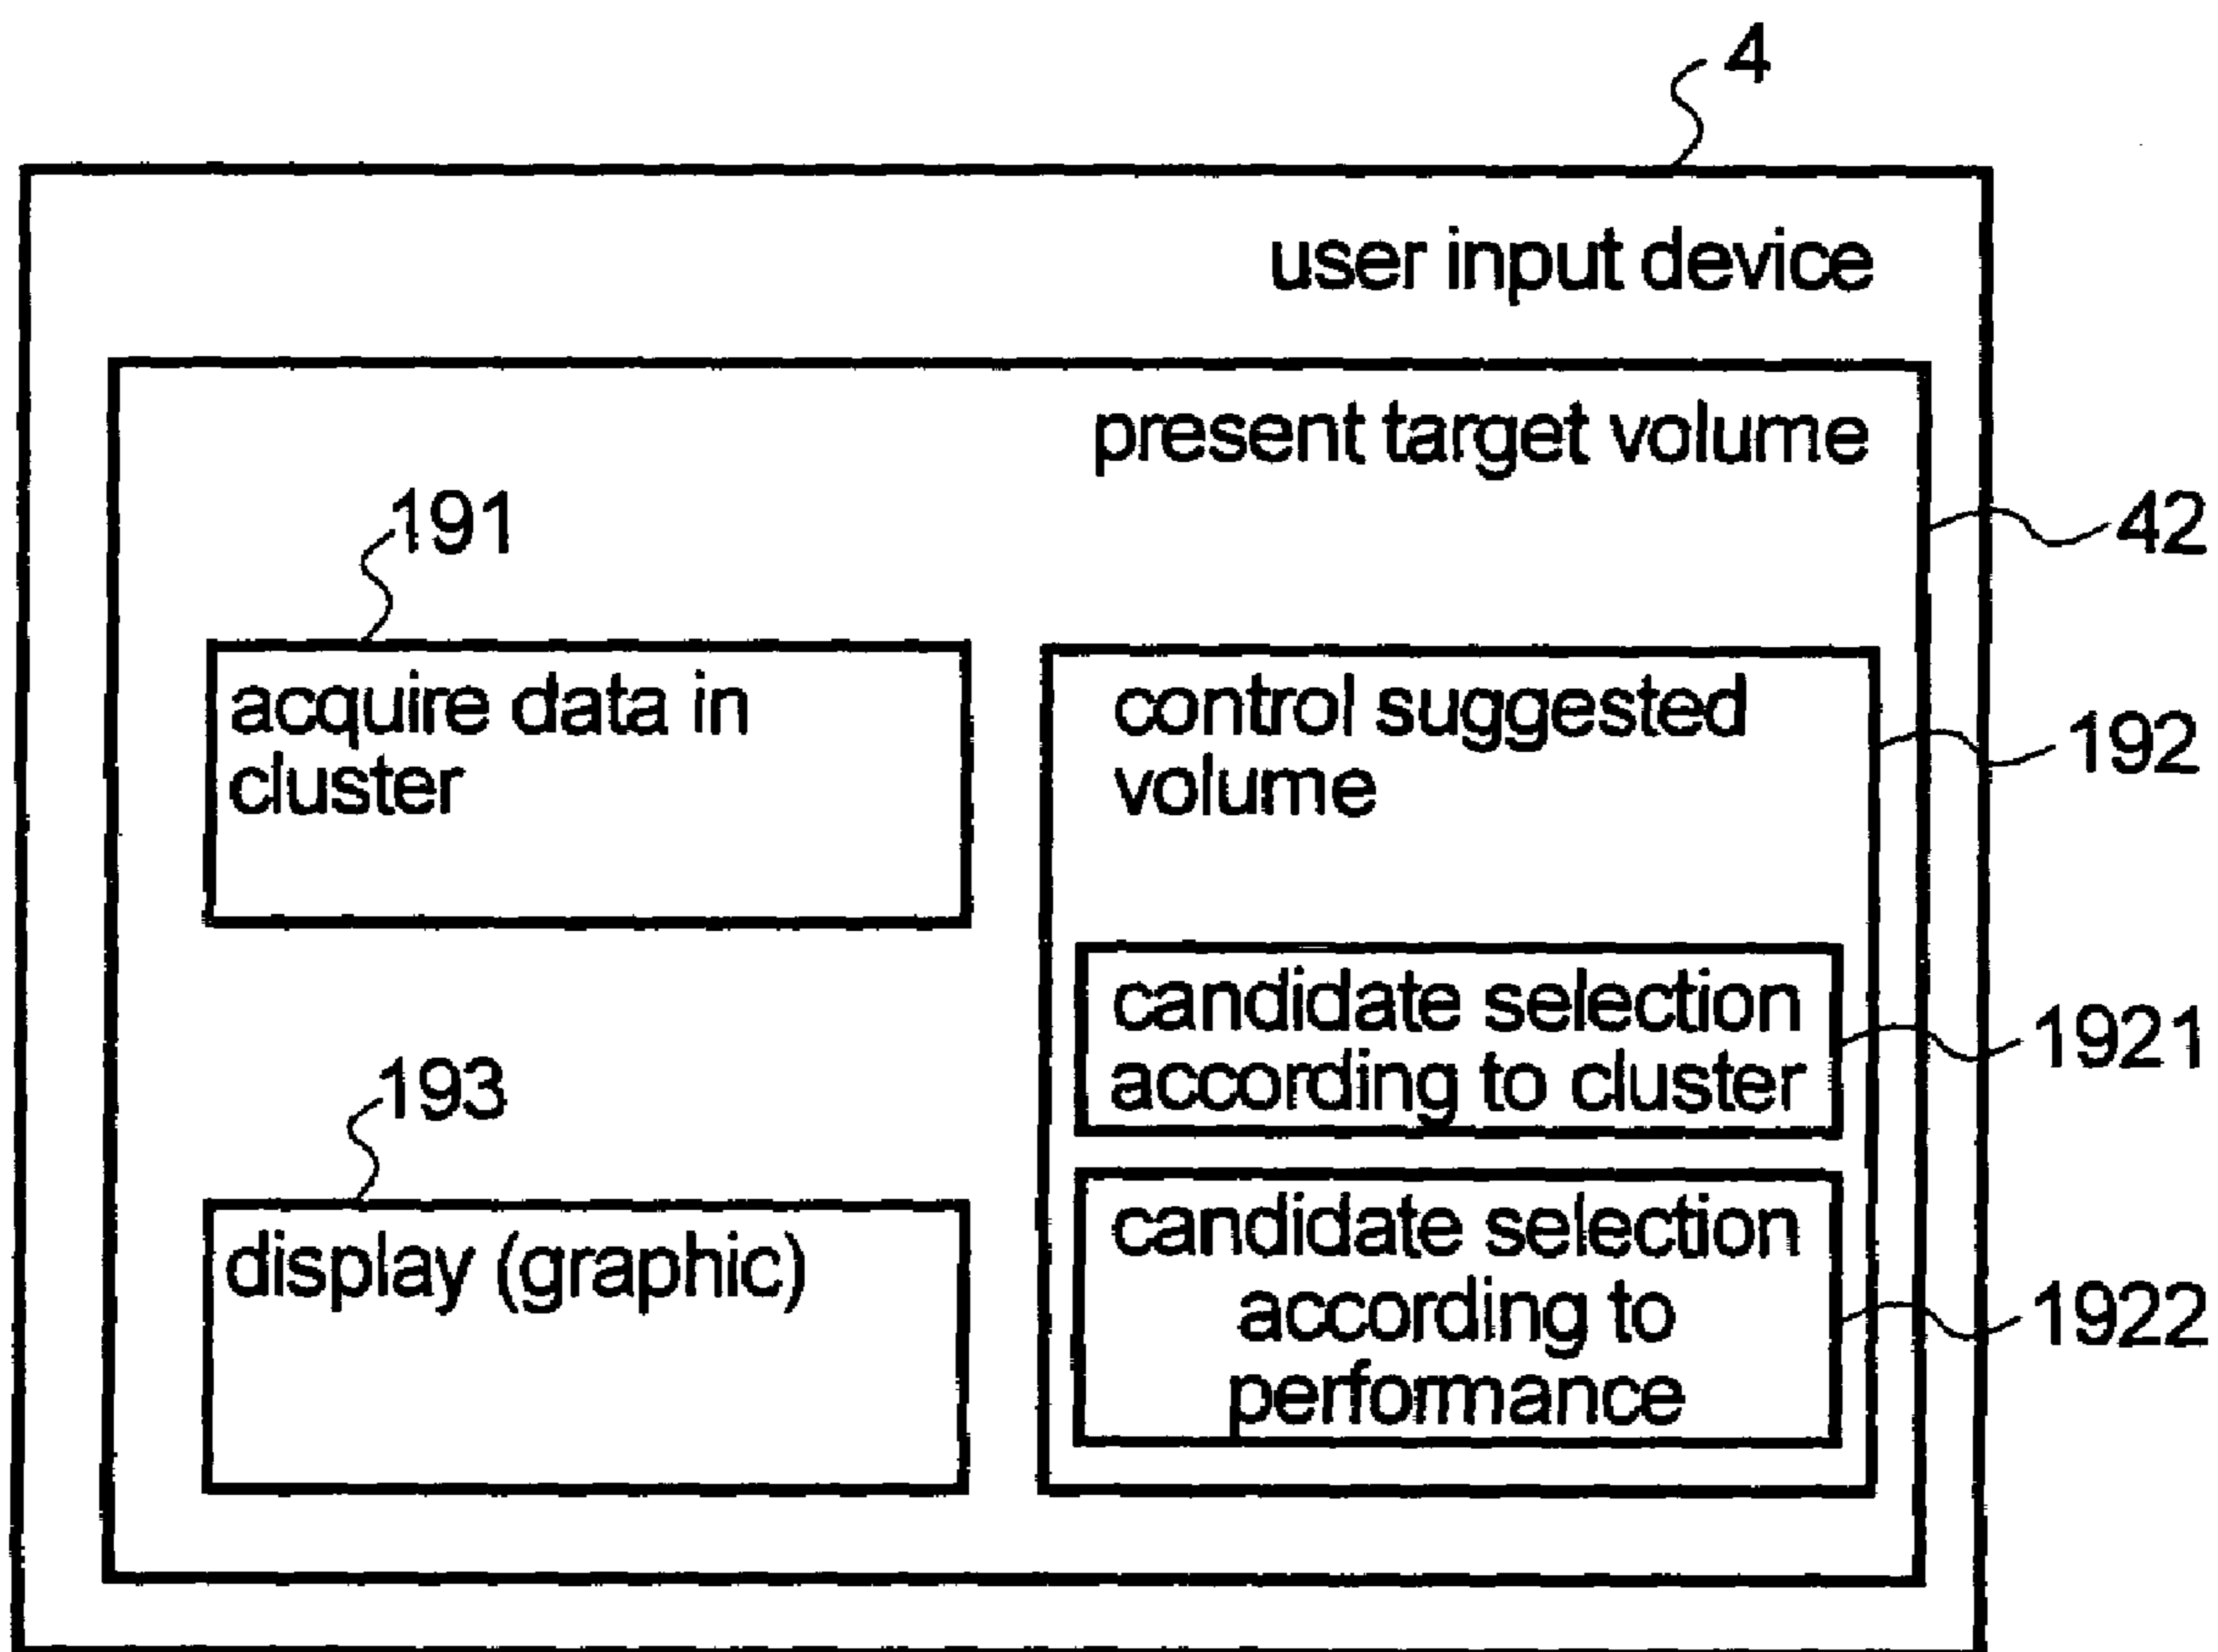 4
user input device
present target volume
42
191
acquire data in
cluster
control suggested
volume
192
candidate selection
according to cluster
1921
193
display (graphic)
candidate selection
according to
performance
1922